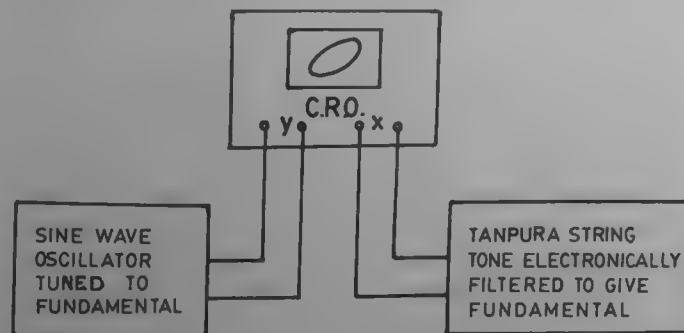 C.R.O.
y x
SINE WAVE
OSCILLATOR
TUNED TO
FUNDAMENTAL
TANPURA STRING
TONE ELECTRONICALLY
FILTERED TO GIVE
FUNDAMENTAL